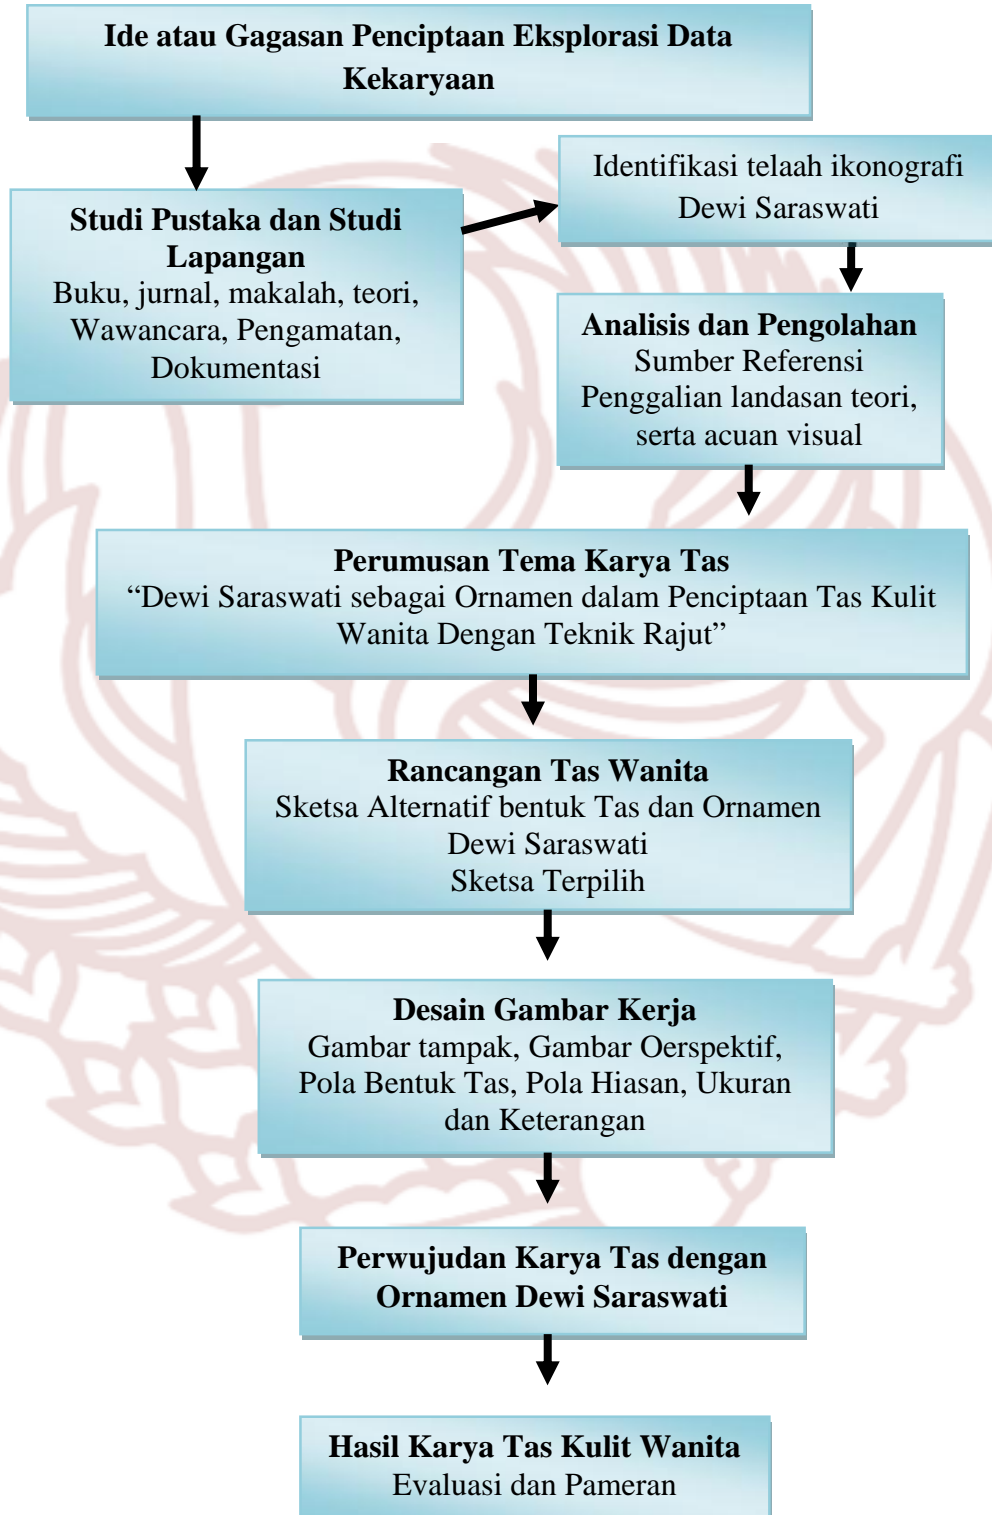 Ide atau Gagasan Penciptaan Eksplorasi Data
Kekaryaan
Identifikasi telaah ikonografi
Dewi Saraswati
Studi Pustaka dan Studi
Lapangan
Buku, jurnal, makalah, teori,
Wawancara, Pengamatan,
Dokumentasi
Analisis dan Pengolahan
Sumber Referensi
Penggalian landasan teori,
serta acuan visual
Perumusan Tema Karya Tas
“Dewi Saraswati sebagai Ornamen dalam Penciptaan Tas Kulit
Wanita Dengan Teknik Rajut”
Rancangan Tas Wanita
Sketsa Alternatif bentuk Tas dan Ornamen
Dewi Saraswati
Sketsa Terpilih
Desain Gambar Kerja
Gambar tampak, Gambar Oerspektif,
Pola Bentuk Tas, Pola Hiasan, Ukuran
dan Keterangan
Perwujudan Karya Tas dengan
Ornamen Dewi Saraswati
Hasil Karya Tas Kulit Wanita
Evaluasi dan Pameran